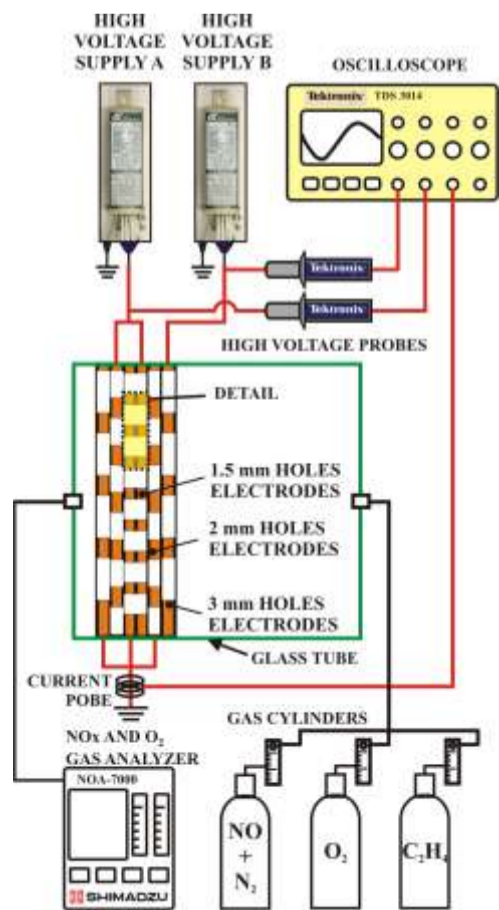 HIGH
VOLTAGE
SUPPLY A
HIGH
VOLTAGE
SUPPLY B
OSCILLOSCOPE
Tektronix TDS 3014
Tektronix
Tektronix
HIGH VOLTAGE PROBES
DETAIL
1.5 mm HOLES
ELECTRODES
2 mm HOLES
ELECTRODES
3 mm HOLES
ELECTRODES
GLASS TUBE
CURRENT
POBE
NOx AND O₂
GAS ANALYZER
NOA-7000
SHIMADZU
GAS CYLINDERS
NO
+
N₂
O₂
C₂H₄